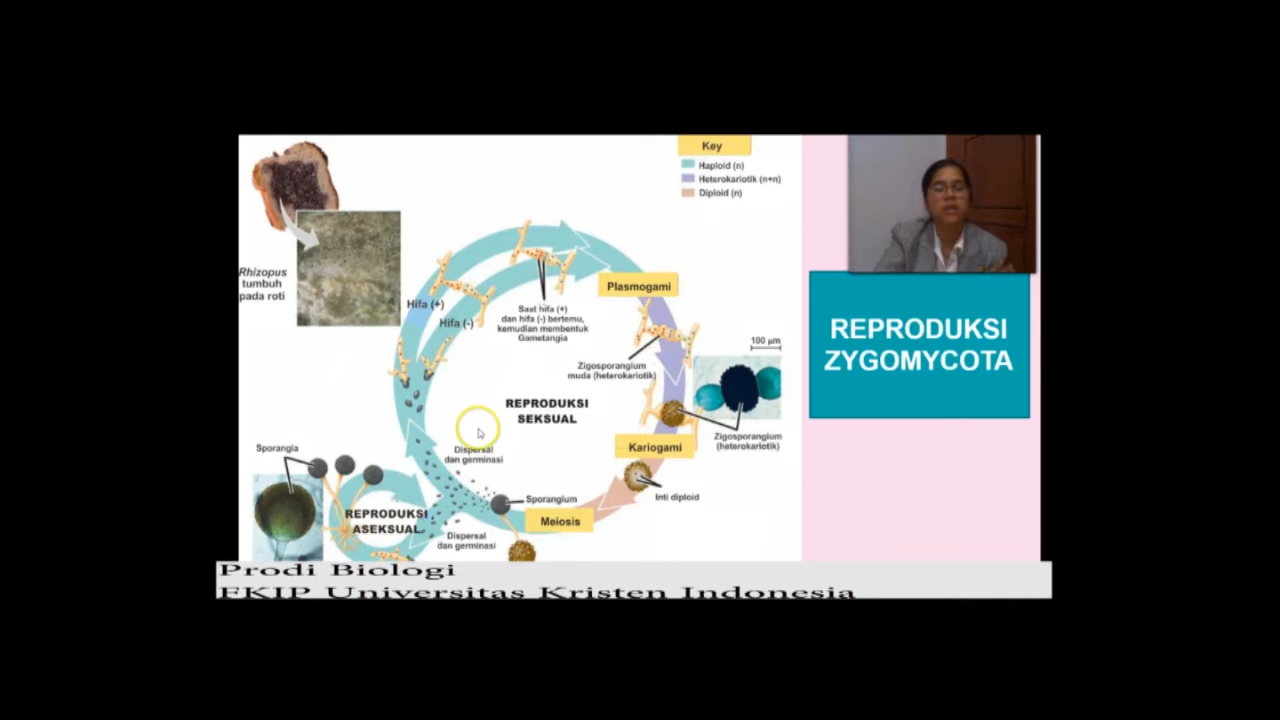 Key
Haploid (n)
Heterokariotik (n+n)
Diploid (n)
Rhizopus
tumbuh
pada roti
Hifa (+)
Hifa (-)
Saat hifa (+)
dan hifa (-) bertemu,
kemudian membentuk
Gametangia
Plasmogami
Zigosporangium
muda (heterokariotik)
100 µm
REPRODUKSI
SEKSUAL
Zigosporangium
(heterokariotik)
Kariogami
Inti diploid
Dispersal
dan germinasi
Sporangia
Sporangium
Meiosis
REPRODUKSI
ASEKSUAL
Dispersal
dan germinasi
REPRODUKSI
ZYGOMYCOTA
Prodi Biologi
FKIP Universitas Kristen Indonesia